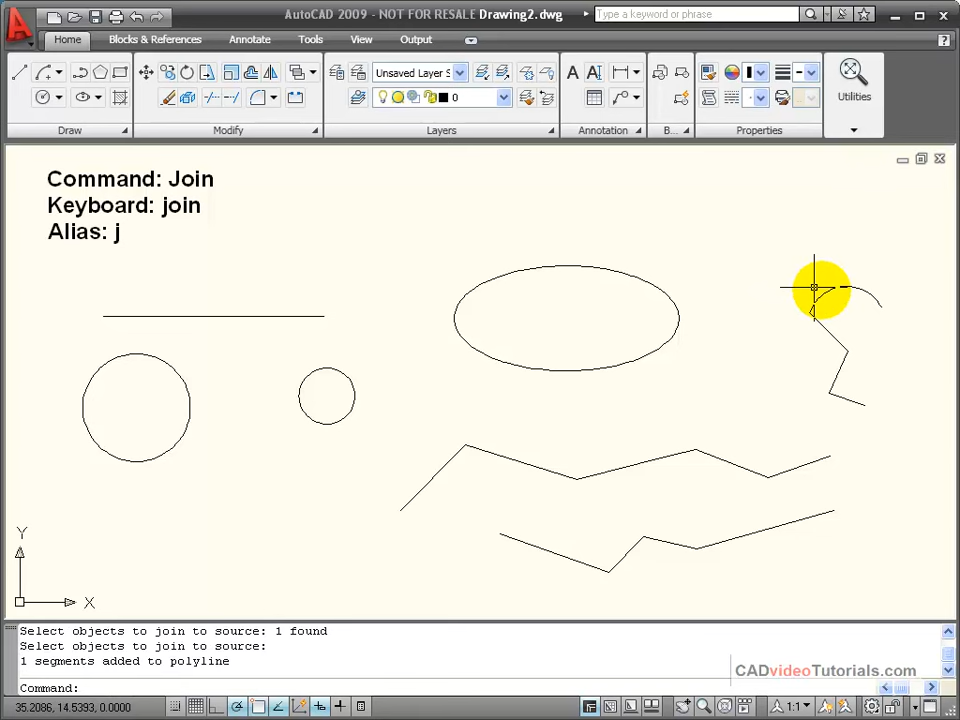 AutoCAD 2009 - NOT FOR RESALE Drawing2.dwg
Type a keyword or phrase
Home Blocks & References Annotate Tools View Output
Unsaved Layer S
0
Utilities
Draw Modify Layers Annotation B... Properties
Command: Join
Keyboard: join
Alias: j
Y
X
Select objects to join to source: 1 found
Select objects to join to source:
1 segments added to polyline
CADvideoTutorials.com
Command:
35.2086, 14.5393, 0.0000
1:1